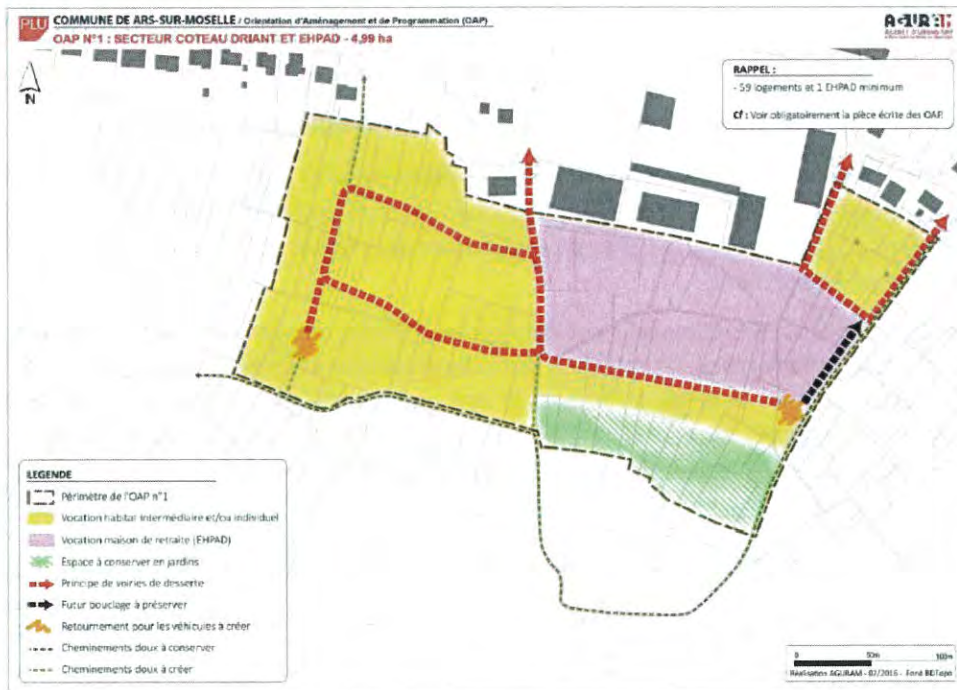 PLU COMMUNE DE ARS-SUR-MOSELLE / Orientation d'Aménagement et de Programmation (OAP)
OAP N°1 : SECTEUR COTEAU DRIANT ET EHPAD - 4,99 ha
AGURAM
N
RAPPEL :
- 59 logements et 1 EHPAD minimum
Cf : Voir obligatoirement la pièce écrite des OAP.
LEGENDE
Périmètre de l'OAP n°1
Vocation habitat intermédiaire et/ou individuel
Vocation maison de retraite (EHPAD)
Espace à conserver en jardins
Principe de voiries de desserte
Futur bouclage à préserver
Retournement pour les véhicules à créer
Cheminements doux à conserver
Cheminements doux à créer
0 50m 100m
Réalisation AGURAM - 02/2016 - Fond BDTopo